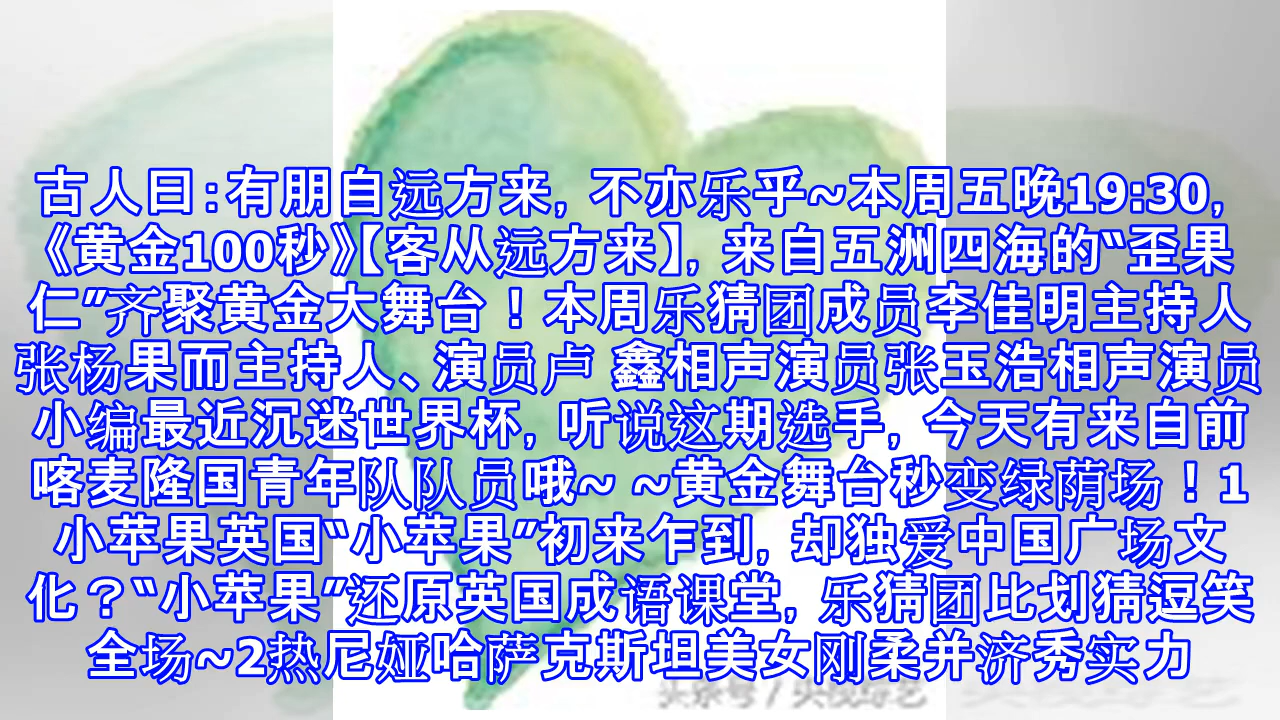 古人曰:有朋自远方来, 不亦乐乎~本周五晚19:30,
《黄金100秒》【客从远方来】, 来自五洲四海的“歪果
仁”齐聚黄金大舞台！本周乐猜团成员李佳明主持人
张杨果而主持人、演员卢 鑫相声演员张玉浩相声演员
小编最近沉迷世界杯, 听说这期选手, 今天有来自前
喀麦隆国青年队队员哦~ ~黄金舞台秒变绿荫场！1
小苹果英国“小苹果”初来乍到, 却独爱中国广场文
化？“小苹果”还原英国成语课堂, 乐猜团比划猜逗笑
全场~2热尼娅哈萨克斯坦美女刚柔并济秀实力
头条号 / 央视综艺